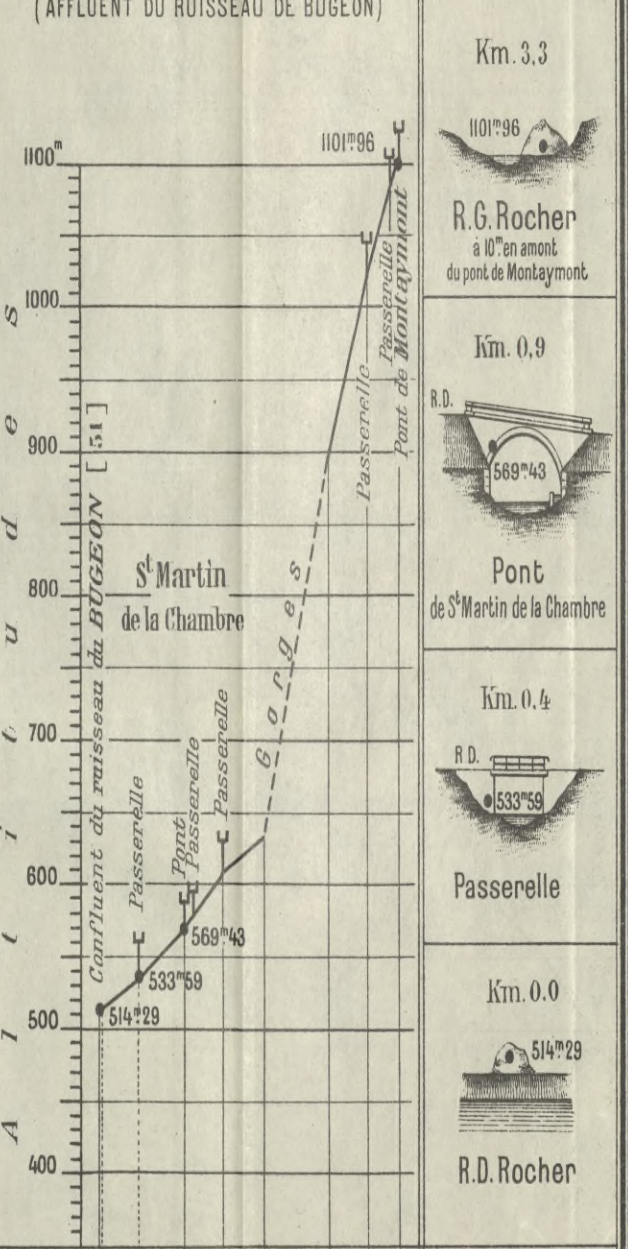 (AFFLUENT DU RUISSEAU DE BUGEON)
Altitudes
1100m
1000
900
800
700
600
500
400
1101m96
Confluent du ruisseau du BUGEON [51]
514m29
Passerelle
533m59
Pont
Passerelle
569m43
Passerelle
St Martin
de la Chambre
Gorges
Passerelle
Passerelle
Pont de Montaymont
Km. 3,3
1101m96
R.G. Rocher
à 10m en amont
du pont de Montaymont
Km. 0,9
R.D.
569m43
Pont
de St Martin de la Chambre
Km. 0,4
R D.
533m59
Passerelle
Km. 0.0
514m29
R.D. Rocher